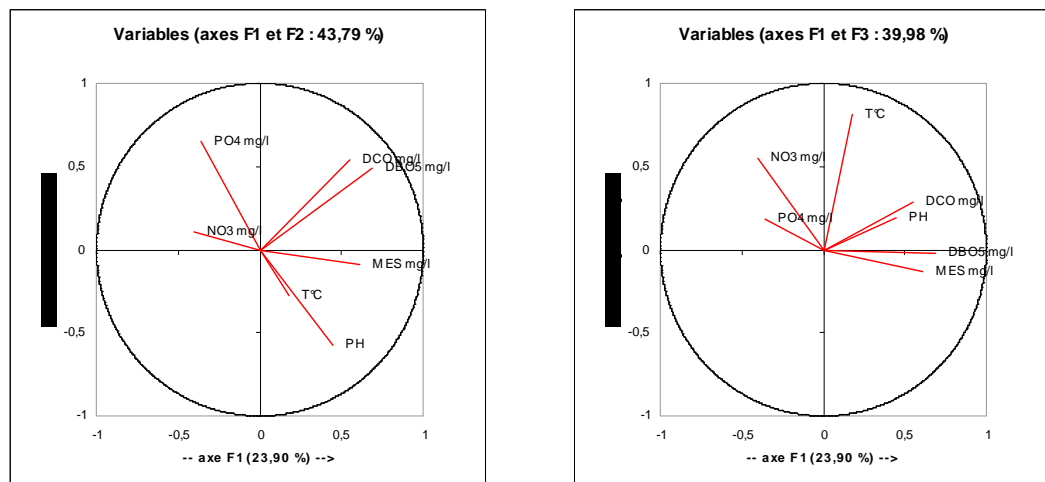 Variables (axes F1 et F2 : 43,79 %)
1
PO4 mg/l
DCO mg/l
0,5
DBO5 mg/l
NO3 mg/l
0
MES mg/l
T°C
-0,5
PH
-1
-1
-0,5
0
0,5
1
-- axe F1 (23,90 %) -->
Variables (axes F1 et F3 : 39,98 %)
1
T°C
NO3 mg/l
0,5
DCO mg/l
PO4 mg/l
PH
0
DBO5 mg/l
MES mg/l
-0,5
-1
-1
-0,5
0
0,5
1
-- axe F1 (23,90 %) -->